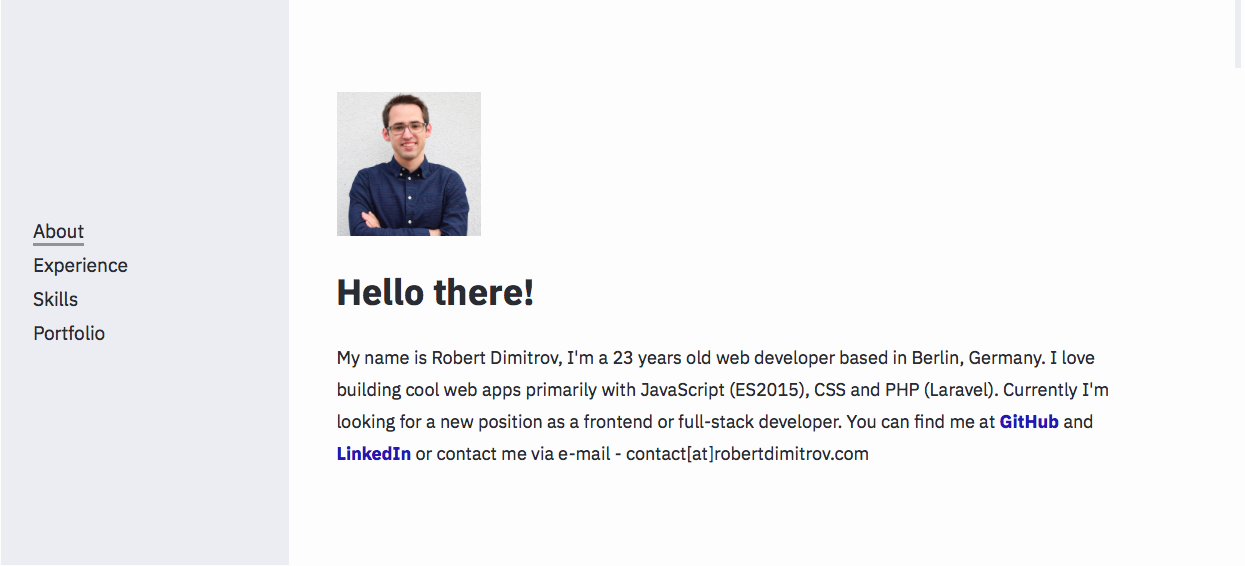 About
Experience
Skills
Portfolio
Hello there!
My name is Robert Dimitrov, I'm a 23 years old web developer based in Berlin, Germany. I love
building cool web apps primarily with JavaScript (ES2015), CSS and PHP (Laravel). Currently I'm
looking for a new position as a frontend or full-stack developer. You can find me at GitHub and
LinkedIn or contact me via e-mail - contact[at]robertdimitrov.com